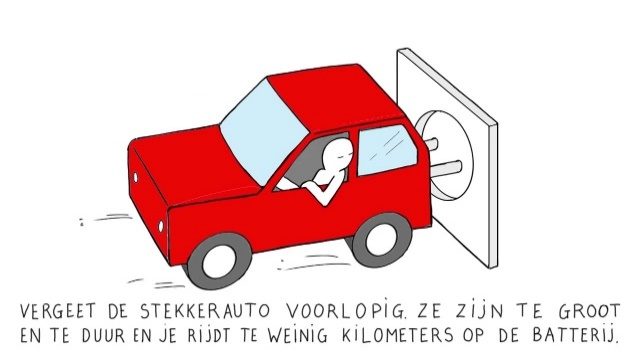 VERGEET DE STEKKERAUTO VOORLOPIG. ZE ZIJN TE GROOT
EN TE DUUR EN JE RIJDT TE WEINIG KILOMETERS OP DE BATTERIJ.